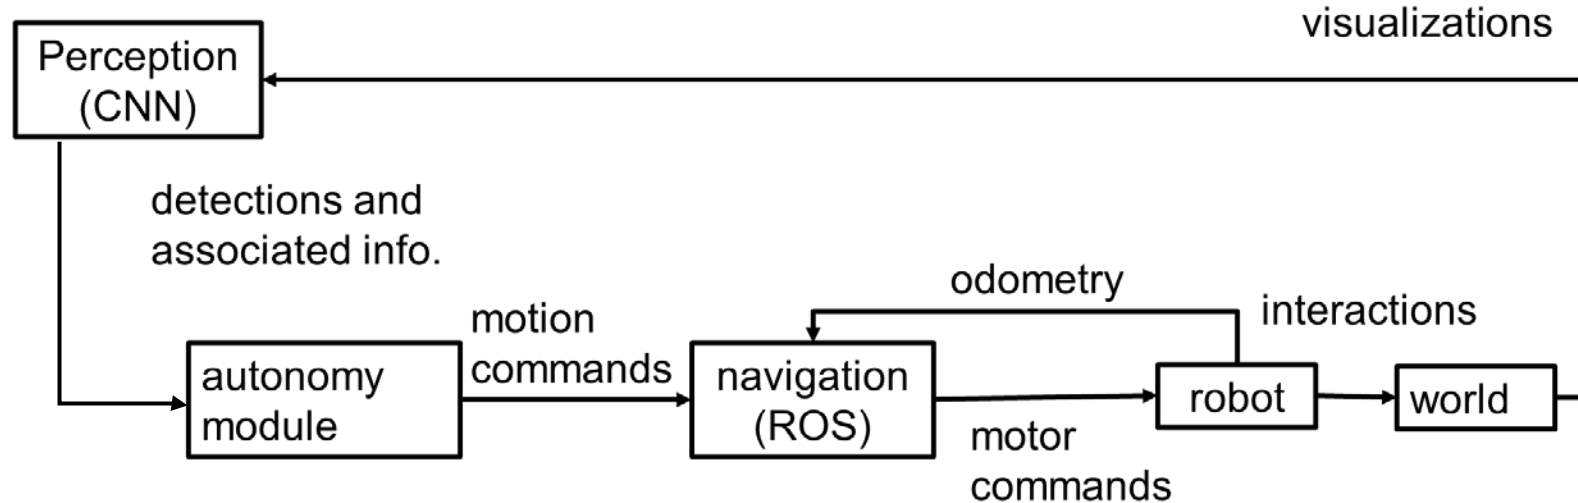 visualizations
Perception
(CNN)
detections and
associated info.
odometry
interactions
motion
commands
autonomy
module
navigation
(ROS)
robot
world
motor
commands